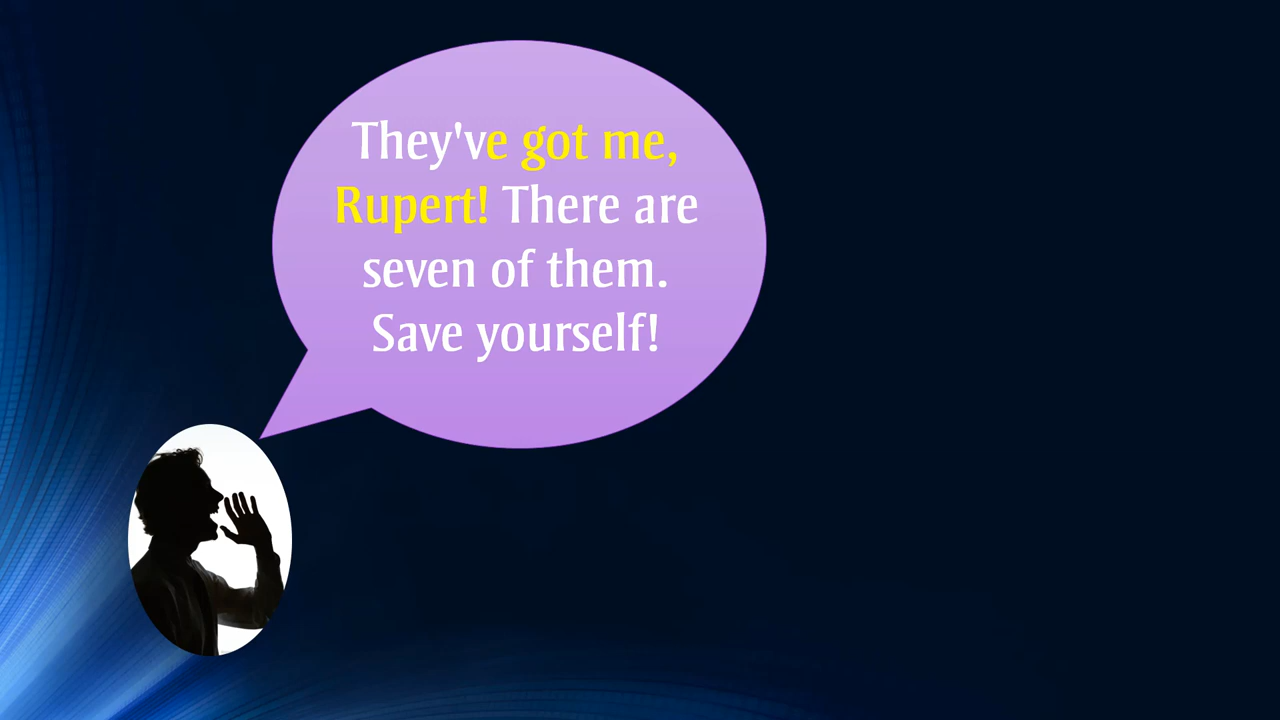 They've got me,
Rupert! There are
seven of them.
Save yourself!